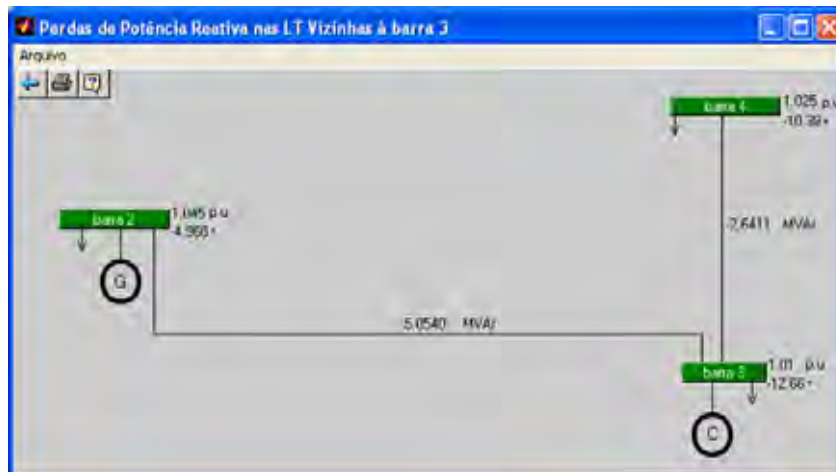 Perdas de Potência Reativa nas LT Vizinhas à barra 3
Arquivo
barra 4
1.025 p.u
-10.39 °
barra 2
1.045 p.u
-4.966 °
G
-2,6411 MVAr
5.0540 MVAr
barra 3
1.01 p.u
-12.66 °
C